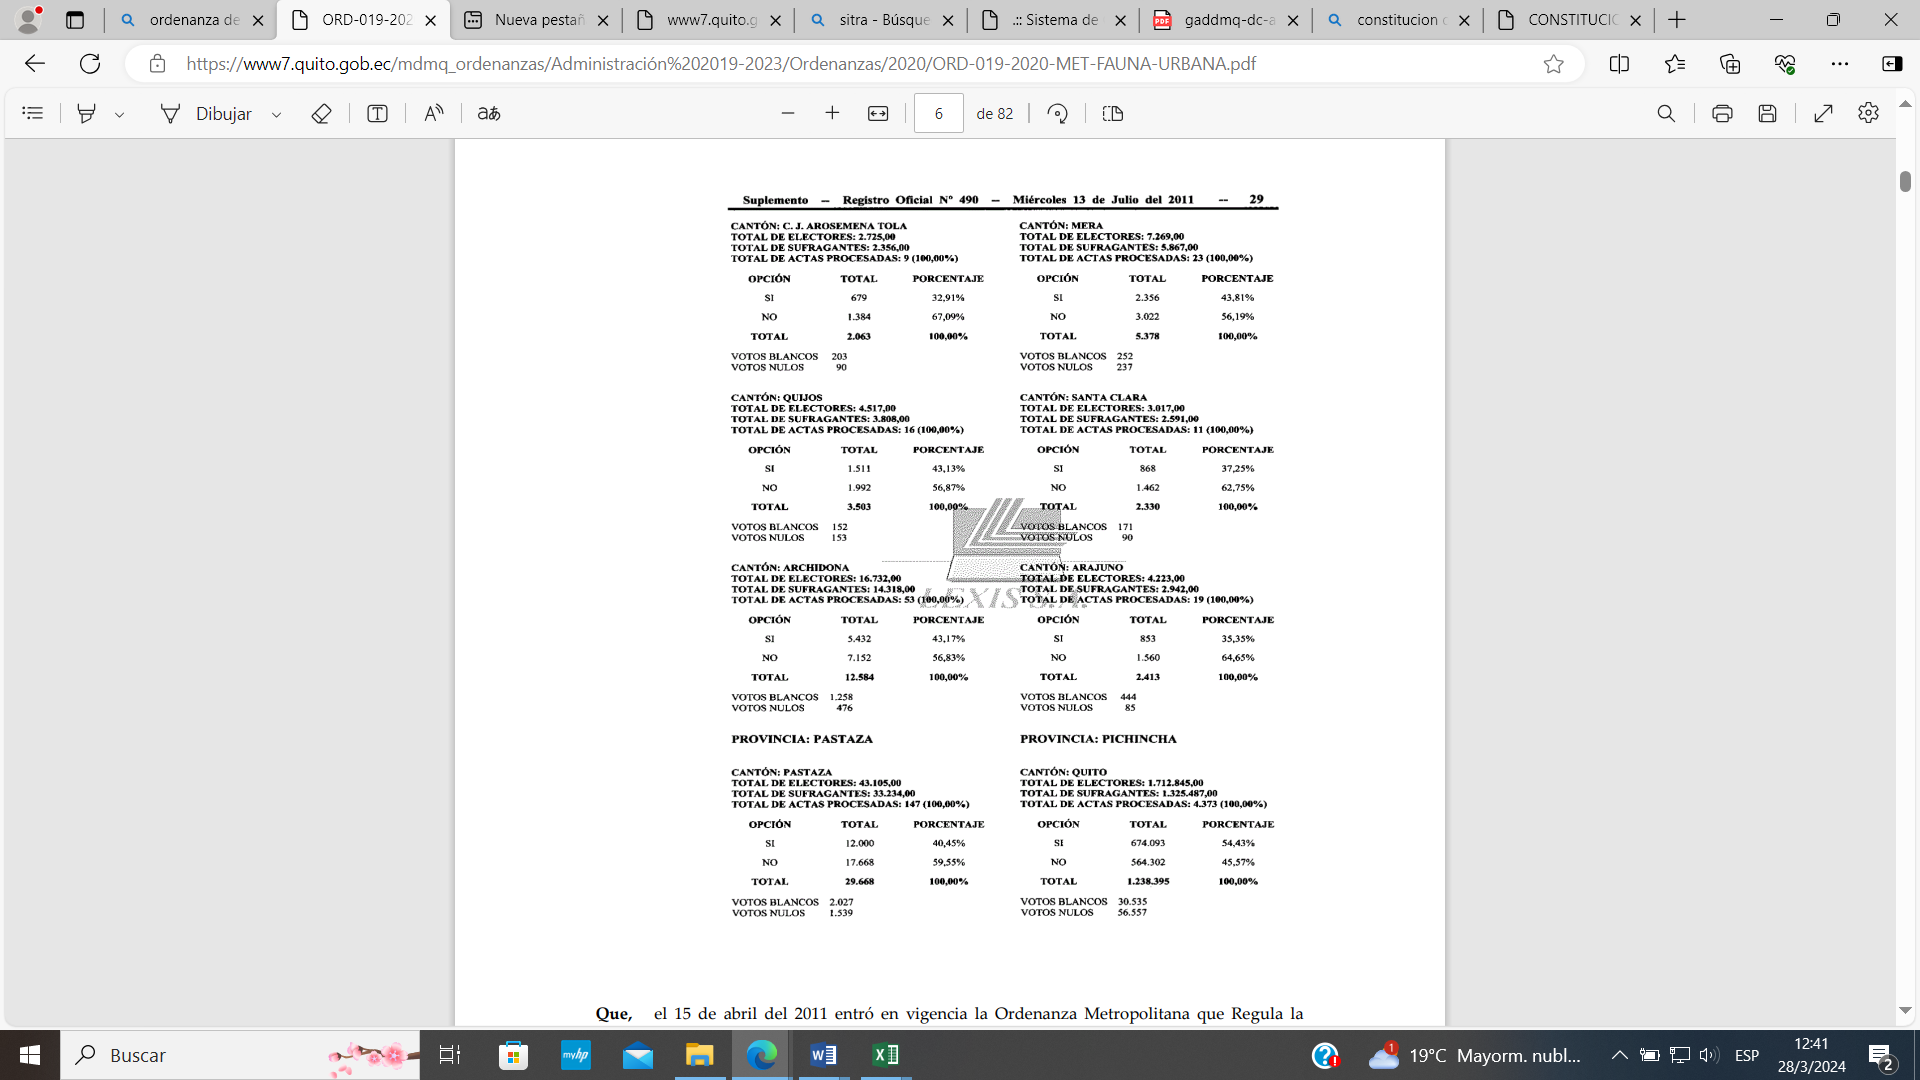 ordenanza de
ORD-019-202
Nueva pestañ
www7.quito.g
sitra - Búsque
.:: Sistema de
gaddmq-dc-a
constitucion
CONSTITUCIO
https://www7.quito.gob.ec/mdmq_ordenanzas/Administración%202019-2023/Ordenanzas/2020/ORD-019-2020-MET-FAUNA-URBANA.pdf
Dibujar
aあ
6 de 82
Suplemento -- Registro Oficial Nº 490 -- Miércoles 13 de Julio del 2011 -- 29
CANTÓN: C. J. AROSEMENA TOLA
TOTAL DE ELECTORES: 2.725,00
TOTAL DE SUFRAGANTES: 2.356,00
TOTAL DE ACTAS PROCESADAS: 9 (100,00%)
OPCIÓN TOTAL PORCENTAJE
SI 679 32,91%
NO 1.384 67,09%
TOTAL 2.063 100,00%
VOTOS BLANCOS 203
VOTOS NULOS 90
CANTÓN: QUIJOS
TOTAL DE ELECTORES: 4.517,00
TOTAL DE SUFRAGANTES: 3.808,00
TOTAL DE ACTAS PROCESADAS: 16 (100,00%)
OPCIÓN TOTAL PORCENTAJE
SI 1.511 43,13%
NO 1.992 56,87%
TOTAL 3.503 100,00%
VOTOS BLANCOS 152
VOTOS NULOS 153
CANTÓN: ARCHIDONA
TOTAL DE ELECTORES: 16.732,00
TOTAL DE SUFRAGANTES: 14.318,00
TOTAL DE ACTAS PROCESADAS: 53 (100,00%)
OPCIÓN TOTAL PORCENTAJE
SI 5.432 43,17%
NO 7.152 56,83%
TOTAL 12.584 100,00%
VOTOS BLANCOS 1.258
VOTOS NULOS 476
PROVINCIA: PASTAZA
CANTÓN: PASTAZA
TOTAL DE ELECTORES: 43.105,00
TOTAL DE SUFRAGANTES: 33.234,00
TOTAL DE ACTAS PROCESADAS: 147 (100,00%)
OPCIÓN TOTAL PORCENTAJE
SI 12.000 40,45%
NO 17.668 59,55%
TOTAL 29.668 100,00%
VOTOS BLANCOS 2.027
VOTOS NULOS 1.539
CANTÓN: MERA
TOTAL DE ELECTORES: 7.269,00
TOTAL DE SUFRAGANTES: 5.867,00
TOTAL DE ACTAS PROCESADAS: 23 (100,00%)
OPCIÓN TOTAL PORCENTAJE
SI 2.356 43,81%
NO 3.022 56,19%
TOTAL 5.378 100,00%
VOTOS BLANCOS 252
VOTOS NULOS 237
CANTÓN: SANTA CLARA
TOTAL DE ELECTORES: 3.017,00
TOTAL DE SUFRAGANTES: 2.591,00
TOTAL DE ACTAS PROCESADAS: 11 (100,00%)
OPCIÓN TOTAL PORCENTAJE
SI 868 37,25%
NO 1.462 62,75%
TOTAL 2.330 100,00%
VOTOS BLANCOS 171
VOTOS NULOS 90
CANTÓN: ARAJUNO
TOTAL DE ELECTORES: 4.223,00
TOTAL DE SUFRAGANTES: 2.942,00
TOTAL DE ACTAS PROCESADAS: 19 (100,00%)
OPCIÓN TOTAL PORCENTAJE
SI 853 35,35%
NO 1.560 64,65%
TOTAL 2.413 100,00%
VOTOS BLANCOS 444
VOTOS NULOS 85
PROVINCIA: PICHINCHA
CANTÓN: QUITO
TOTAL DE ELECTORES: 1.712.845,00
TOTAL DE SUFRAGANTES: 1.325.487,00
TOTAL DE ACTAS PROCESADAS: 4.373 (100,00%)
OPCIÓN TOTAL PORCENTAJE
SI 674.093 54,43%
NO 564.302 45,57%
TOTAL 1.238.395 100,00%
VOTOS BLANCOS 30.535
VOTOS NULOS 56.557
LEXIS S.A.
Que, el 15 de abril del 2011 entró en vigencia la Ordenanza Metropolitana que Regula la
Buscar
myhp
1
19°C Mayorm. nubl...
ESP
12:41
28/3/2024
2